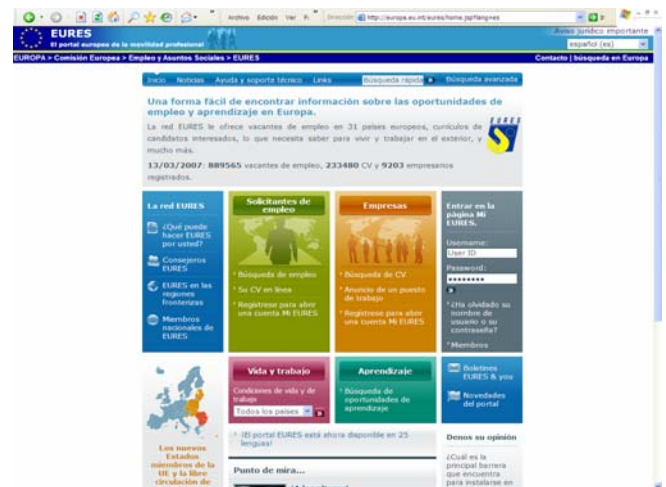 Archivo Edición Ver
Dirección http://europa.eu.int/eures/home.jsp?lang=es
EURES
El portal europeo de la movilidad profesional
Aviso jurídico importante
español (es)
EUROPA > Comisión Europea > Empleo y Asuntos Sociales > EURES
Contacto | búsqueda en Europa
Inicio Noticias Ayuda y soporte técnico Links Búsqueda rápida Búsqueda avanzada
Una forma fácil de encontrar información sobre las oportunidades de
empleo y aprendizaje en Europa.
La red EURES le ofrece vacantes de empleo en 31 países europeos, currículos de
candidatos interesados, lo que necesita saber para vivir y trabajar en el exterior, y
mucho más.
EURES
13/03/2007: 889565 vacantes de empleo, 233480 CV y 9203 empresarios
registrados.
La red EURES
¿Qué puede
hacer EURES
por usted?
Consejeros
EURES
EURES en las
regiones
fronterizas
Miembros
nacionales de
EURES
Solicitantes de
empleo
Búsqueda de empleo
Su CV en línea
Regístrese para abrir
una cuenta Mi EURES
Empresas
Búsqueda de CV
Anuncio de un puesto
de trabajo
Regístrese para abrir
una cuenta Mi EURES
Entrar en la
página Mi
EURES.
Username:
User ID
Password:
••••••••
¿Ha olvidado su
nombre de
usuario o su
contraseña?
Miembros
Los nuevos
Estados
miembros de la
UE y la libre
circulación de
Vida y trabajo
Condiciones de vida y de
trabajo
Todos los países
Aprendizaje
Búsqueda de
oportunidades de
aprendizaje
Boletines
EURES & you
Novedades
del portal
¡El portal EURES está ahora disponible en 25
lenguas!
Punto de mira...
Denos su opinión
¿Cuál es la
principal barrera
que encuentra
para instalarse en